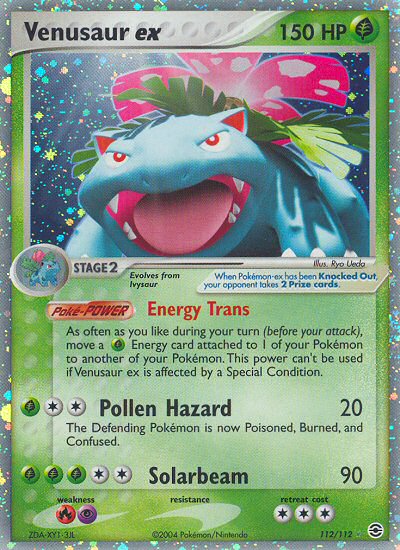 Venusaur ex 150 HP
Illus. Ryo Ueda
STAGE 2
Evolves from
Ivysaur
When Pokémon-ex has been Knocked Out,
your opponent takes 2 Prize cards.
Poké-POWER Energy Trans
As often as you like during your turn (before your attack),
move a Energy card attached to 1 of your Pokémon
to another of your Pokémon. This power can't be used
if Venusaur ex is affected by a Special Condition.
Pollen Hazard 20
The Defending Pokémon is now Poisoned, Burned, and
Confused.
Solarbeam 90
weakness resistance retreat cost
ZDA-XY1-3JL ©2004 Pokémon/Nintendo 112/112